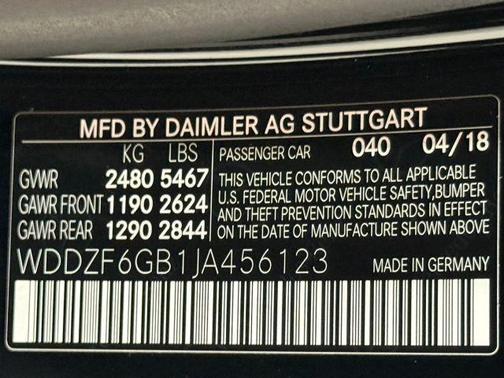 MFD BY DAIMLER AG STUTTGART
KG LBS PASSENGER CAR 040 04/18
GVWR 2480 5467 THIS VEHICLE CONFORMS TO ALL APPLICABLE
GAWR FRONT 1190 2624 U.S. FEDERAL MOTOR VEHICLE SAFETY,BUMPER
AND THEFT PREVENTION STANDARDS IN EFFECT
GAWR REAR 1290 2844 ON THE DATE OF MANUFACTURE SHOWN ABOVE
WDDZF6GB1JA456123 MADE IN GERMANY